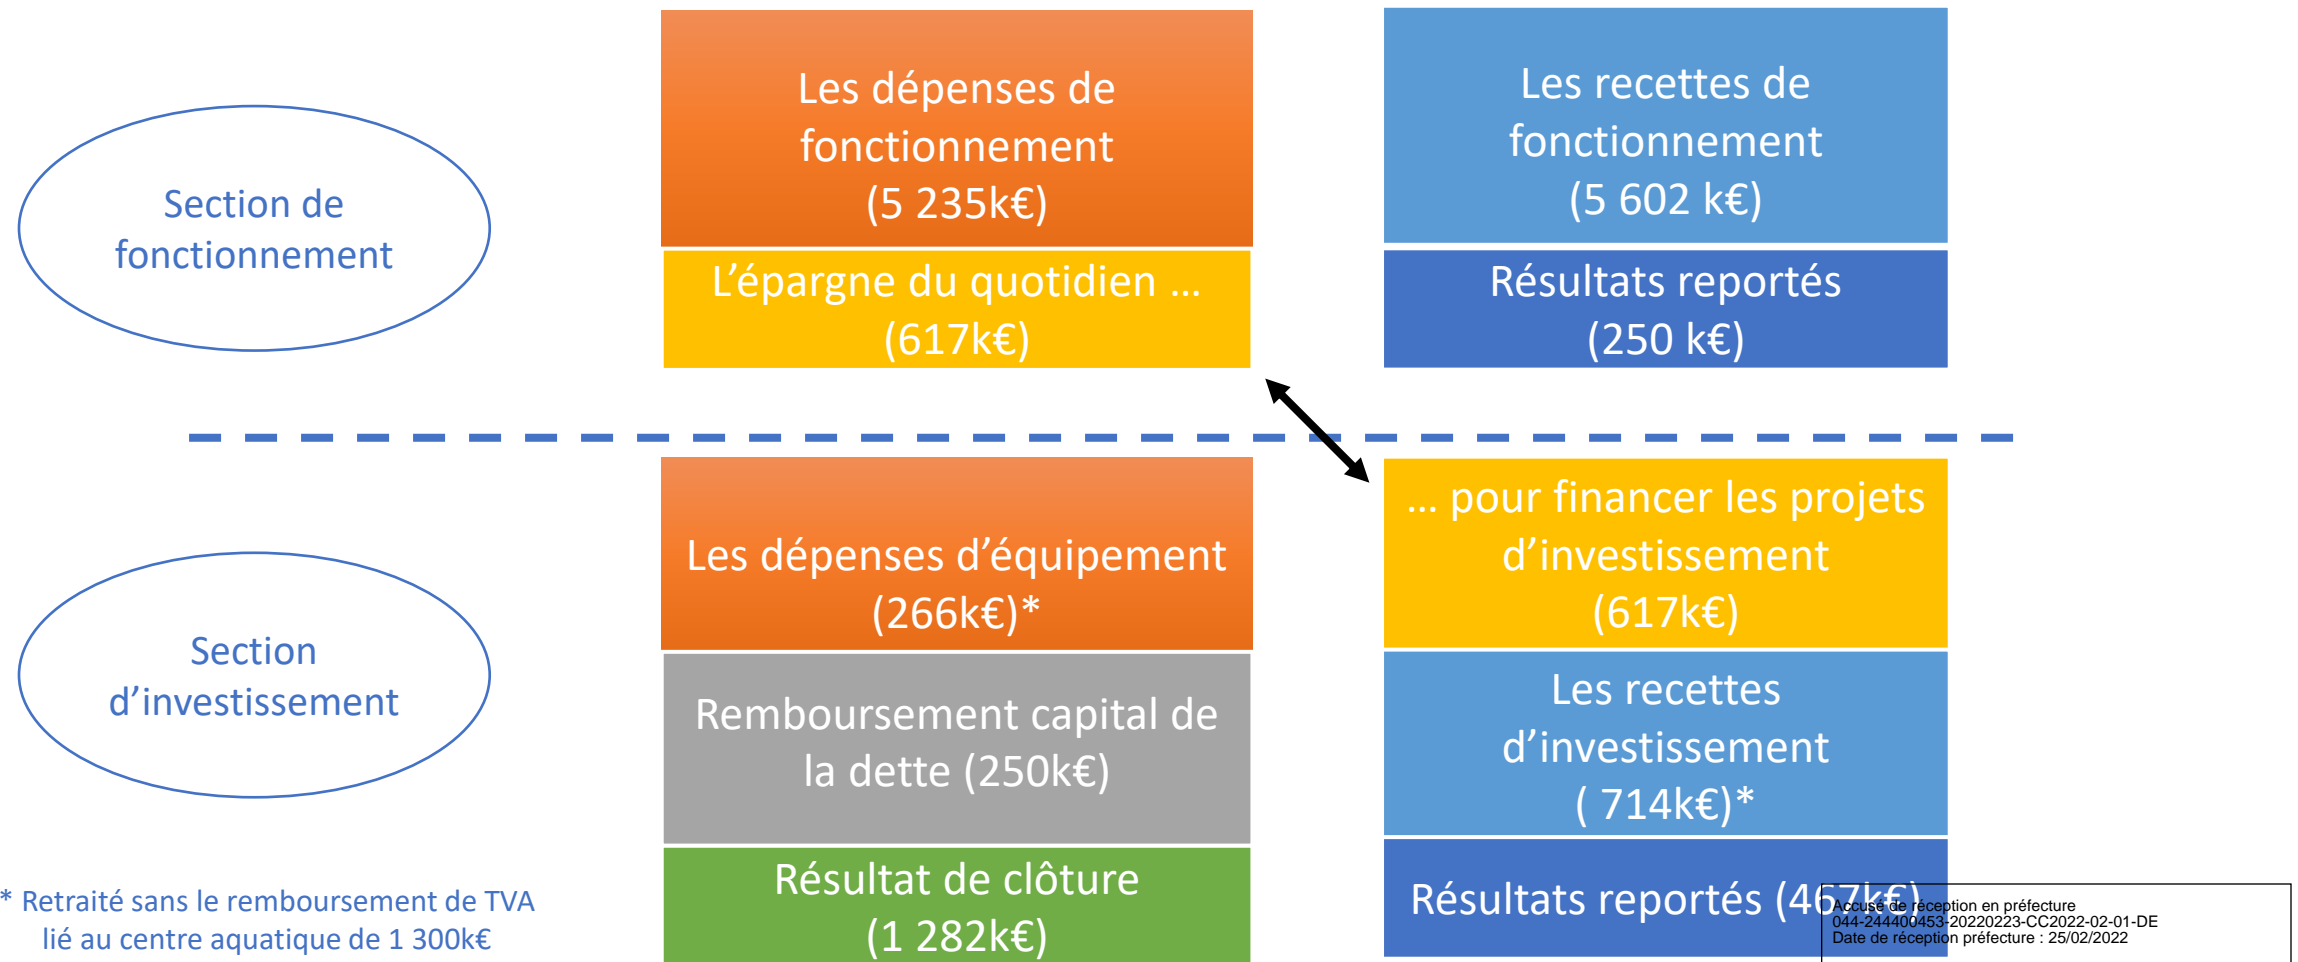 Section de
fonctionnement
Les dépenses de
fonctionnement
(5 235k€)
L’épargne du quotidien …
(617k€)
Les recettes de
fonctionnement
(5 602 k€)
Résultats reportés
(250 k€)
Section
d’investissement
Les dépenses d’équipement
(266k€)*
Remboursement capital de
la dette (250k€)
Résultat de clôture
(1 282k€)
… pour financer les projets
d’investissement
(617k€)
Les recettes
d’investissement
( 714k€)*
Résultats reportés (467k€)
* Retraité sans le remboursement de TVA
lié au centre aquatique de 1 300k€
Accusé de réception en préfecture
044-244400453-20220223-CC2022-02-01-DE
Date de réception préfecture : 25/02/2022